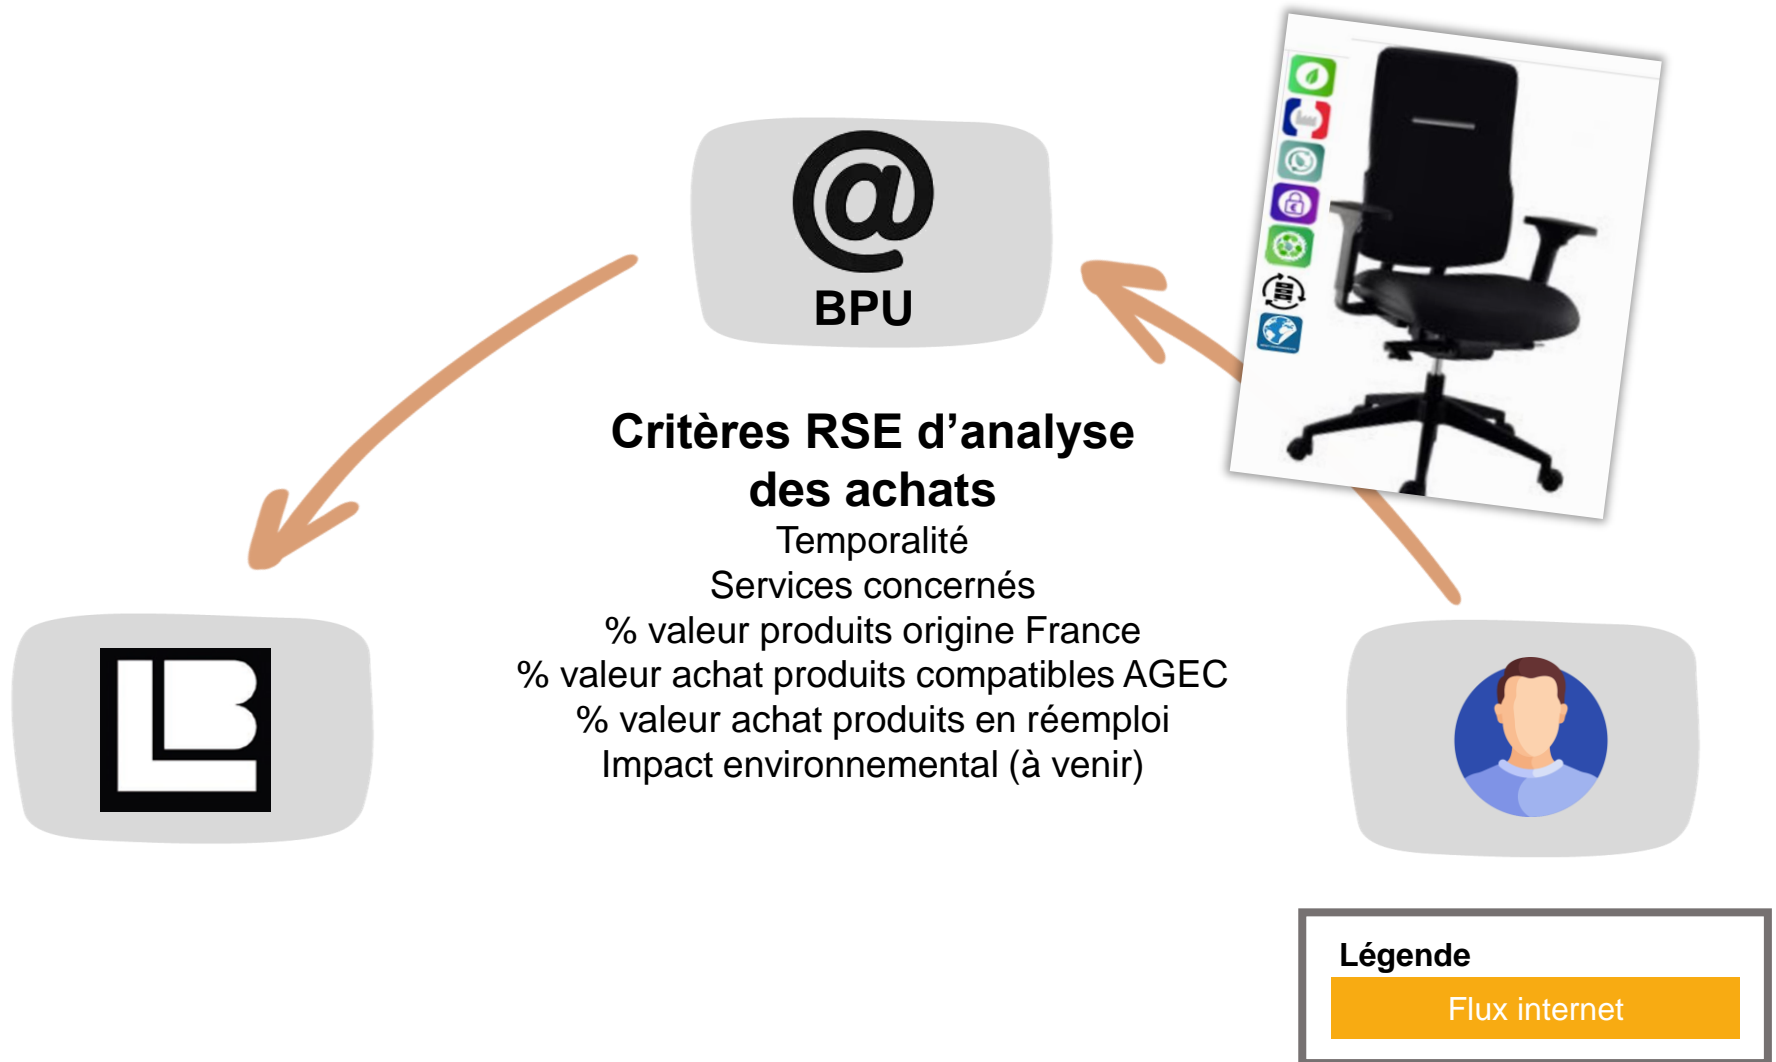 @
BPU
Critères RSE d’analyse
des achats
Temporalité
Services concernés
% valeur produits origine France
% valeur achat produits compatibles AGEC
% valeur achat produits en réemploi
Impact environnemental (à venir)
LB
Légende
Flux internet